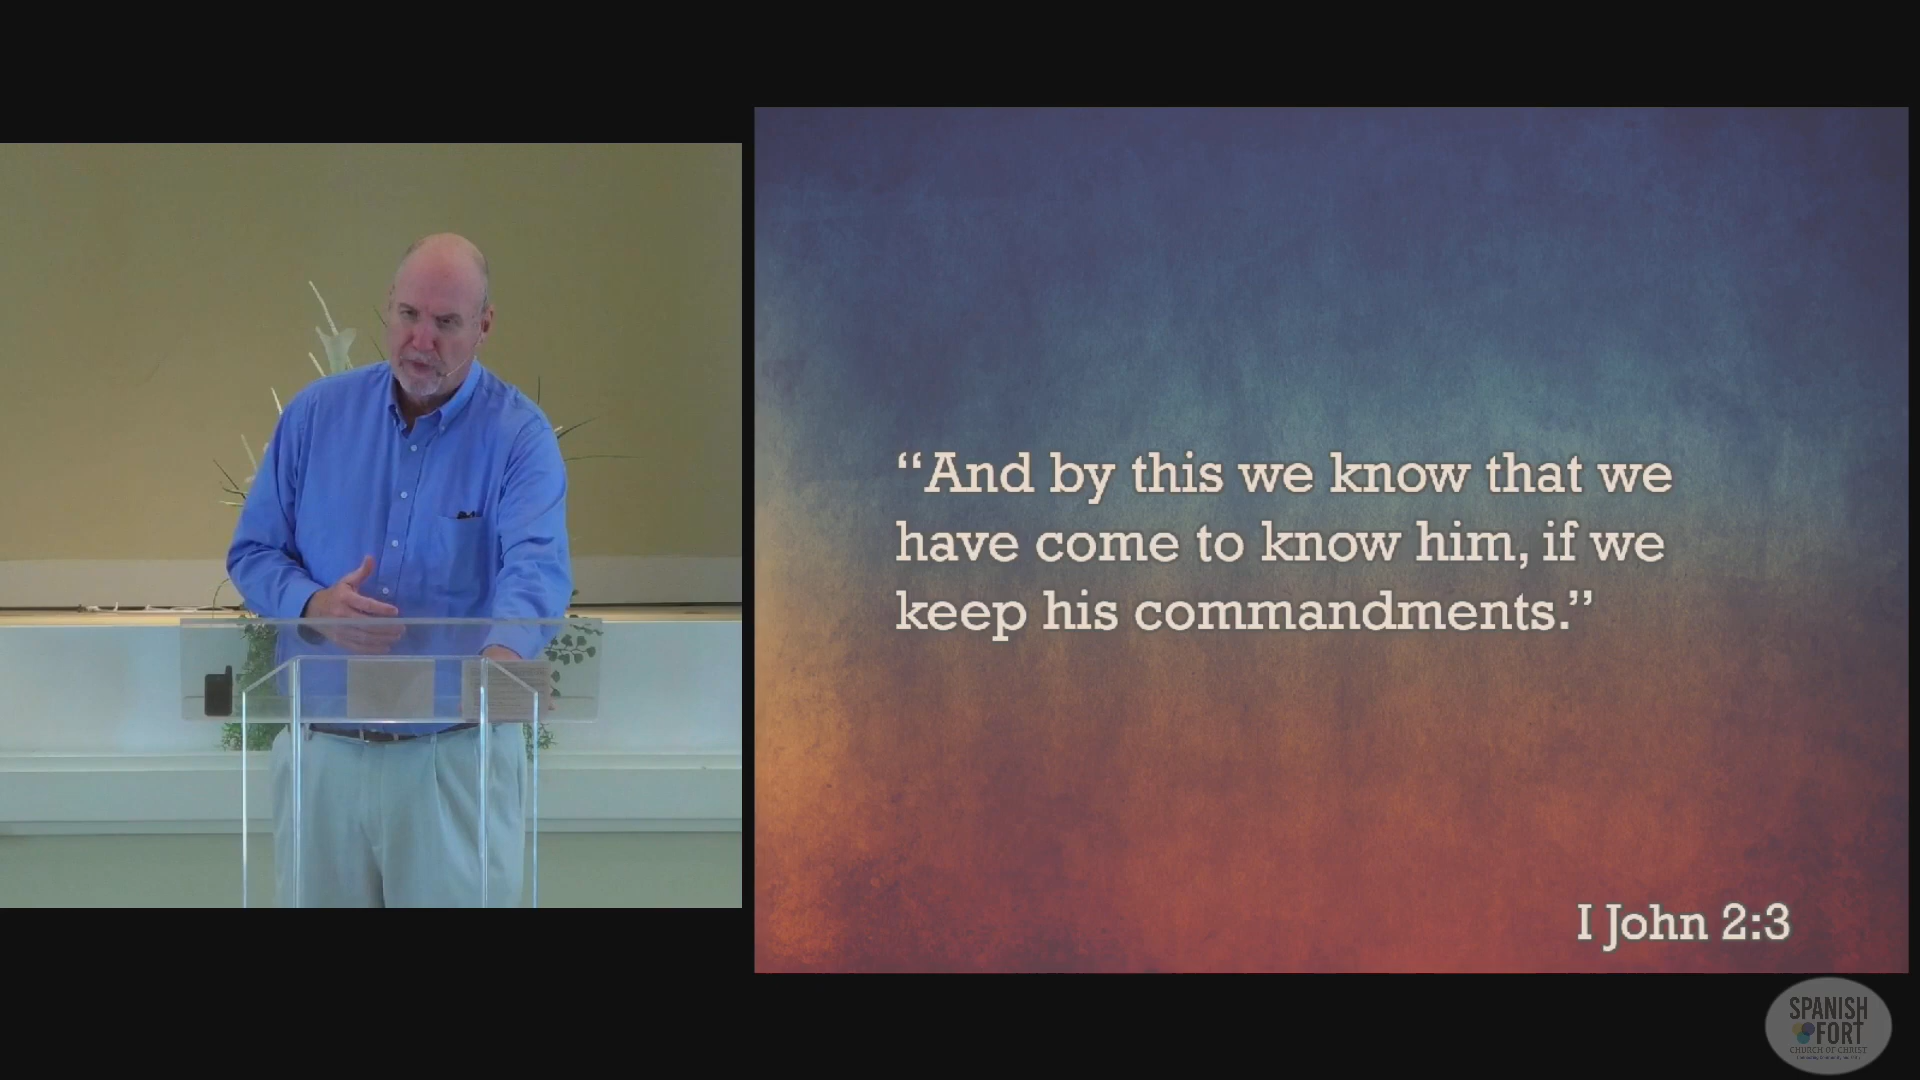 “And by this we know that we
have come to know him, if we
keep his commandments.”
I John 2:3
SPANISH
FORT
CHURCH OF CHRIST